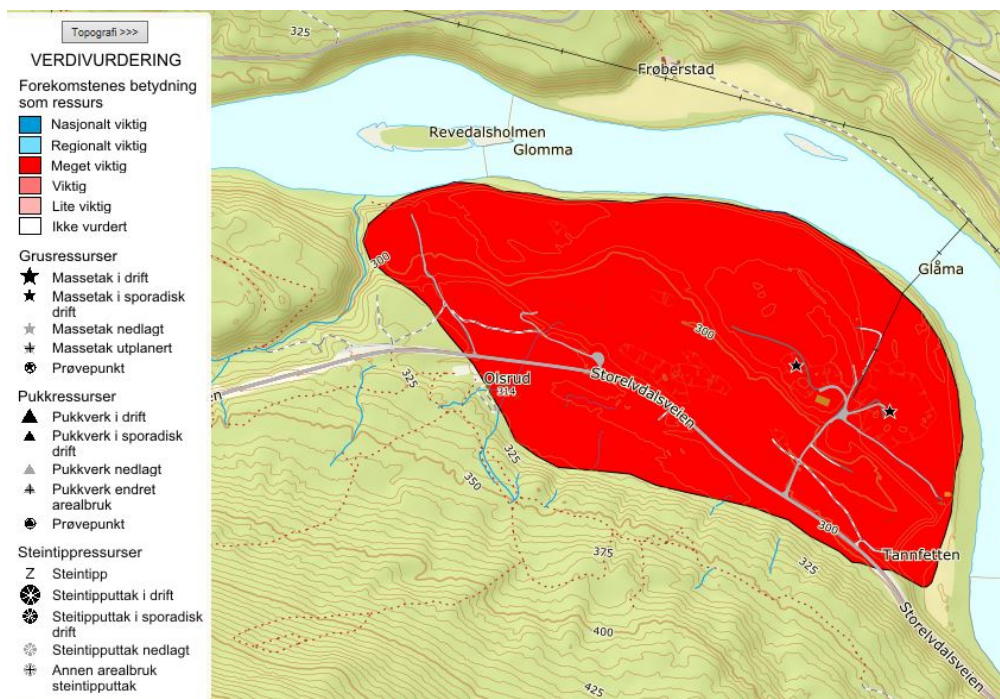 Topografi >>>
VERDIVURDERING
Forekomstenes betydning
som ressurs
Nasjonalt viktig
Regionalt viktig
Meget viktig
Viktig
Lite viktig
Ikke vurdert
Grusressurser
Massetak i drift
Massetak i sporadisk
drift
Massetak nedlagt
Massetak utplanert
Prøvepunkt
Pukkressurser
Pukkverk i drift
Pukkverk i sporadisk
drift
Pukkverk nedlagt
Pukkverk endret
arealbruk
Prøvepunkt
Steintippressurser
Z Steintipp
Steintipputtak i drift
Steitipputtak i sporadisk
drift
Steintipputtak nedlagt
Annen arealbruk
steintipputtak
325
Frøberstad
Revedalsholmen
Glomma
Glåma
300
300
325
Olsrud
314
Storelvdalsveien
en
325
350
300
Tannfetten
375
325
Storelvdalsveien
400
425